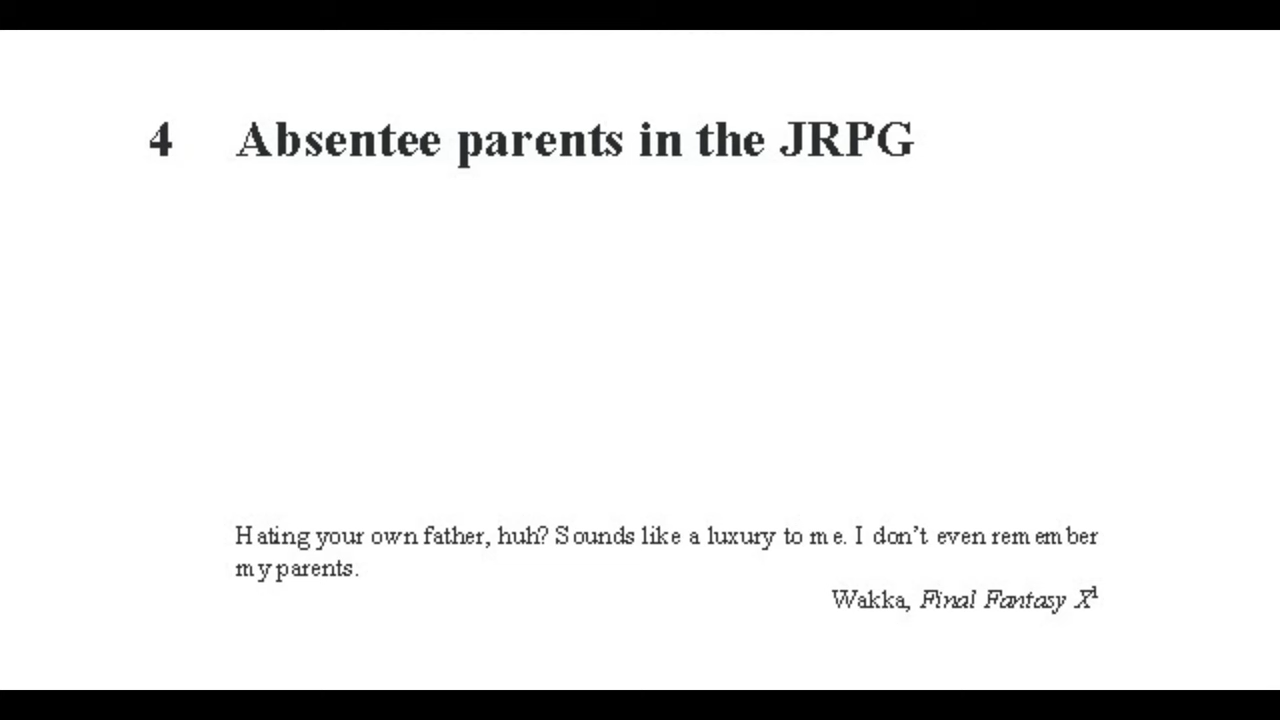 4 Absentee parents in the JRPG
Hating your own father, huh? Sounds like a luxury to me. I don’t even remember
my parents.
Wakka, Final Fantasy X¹